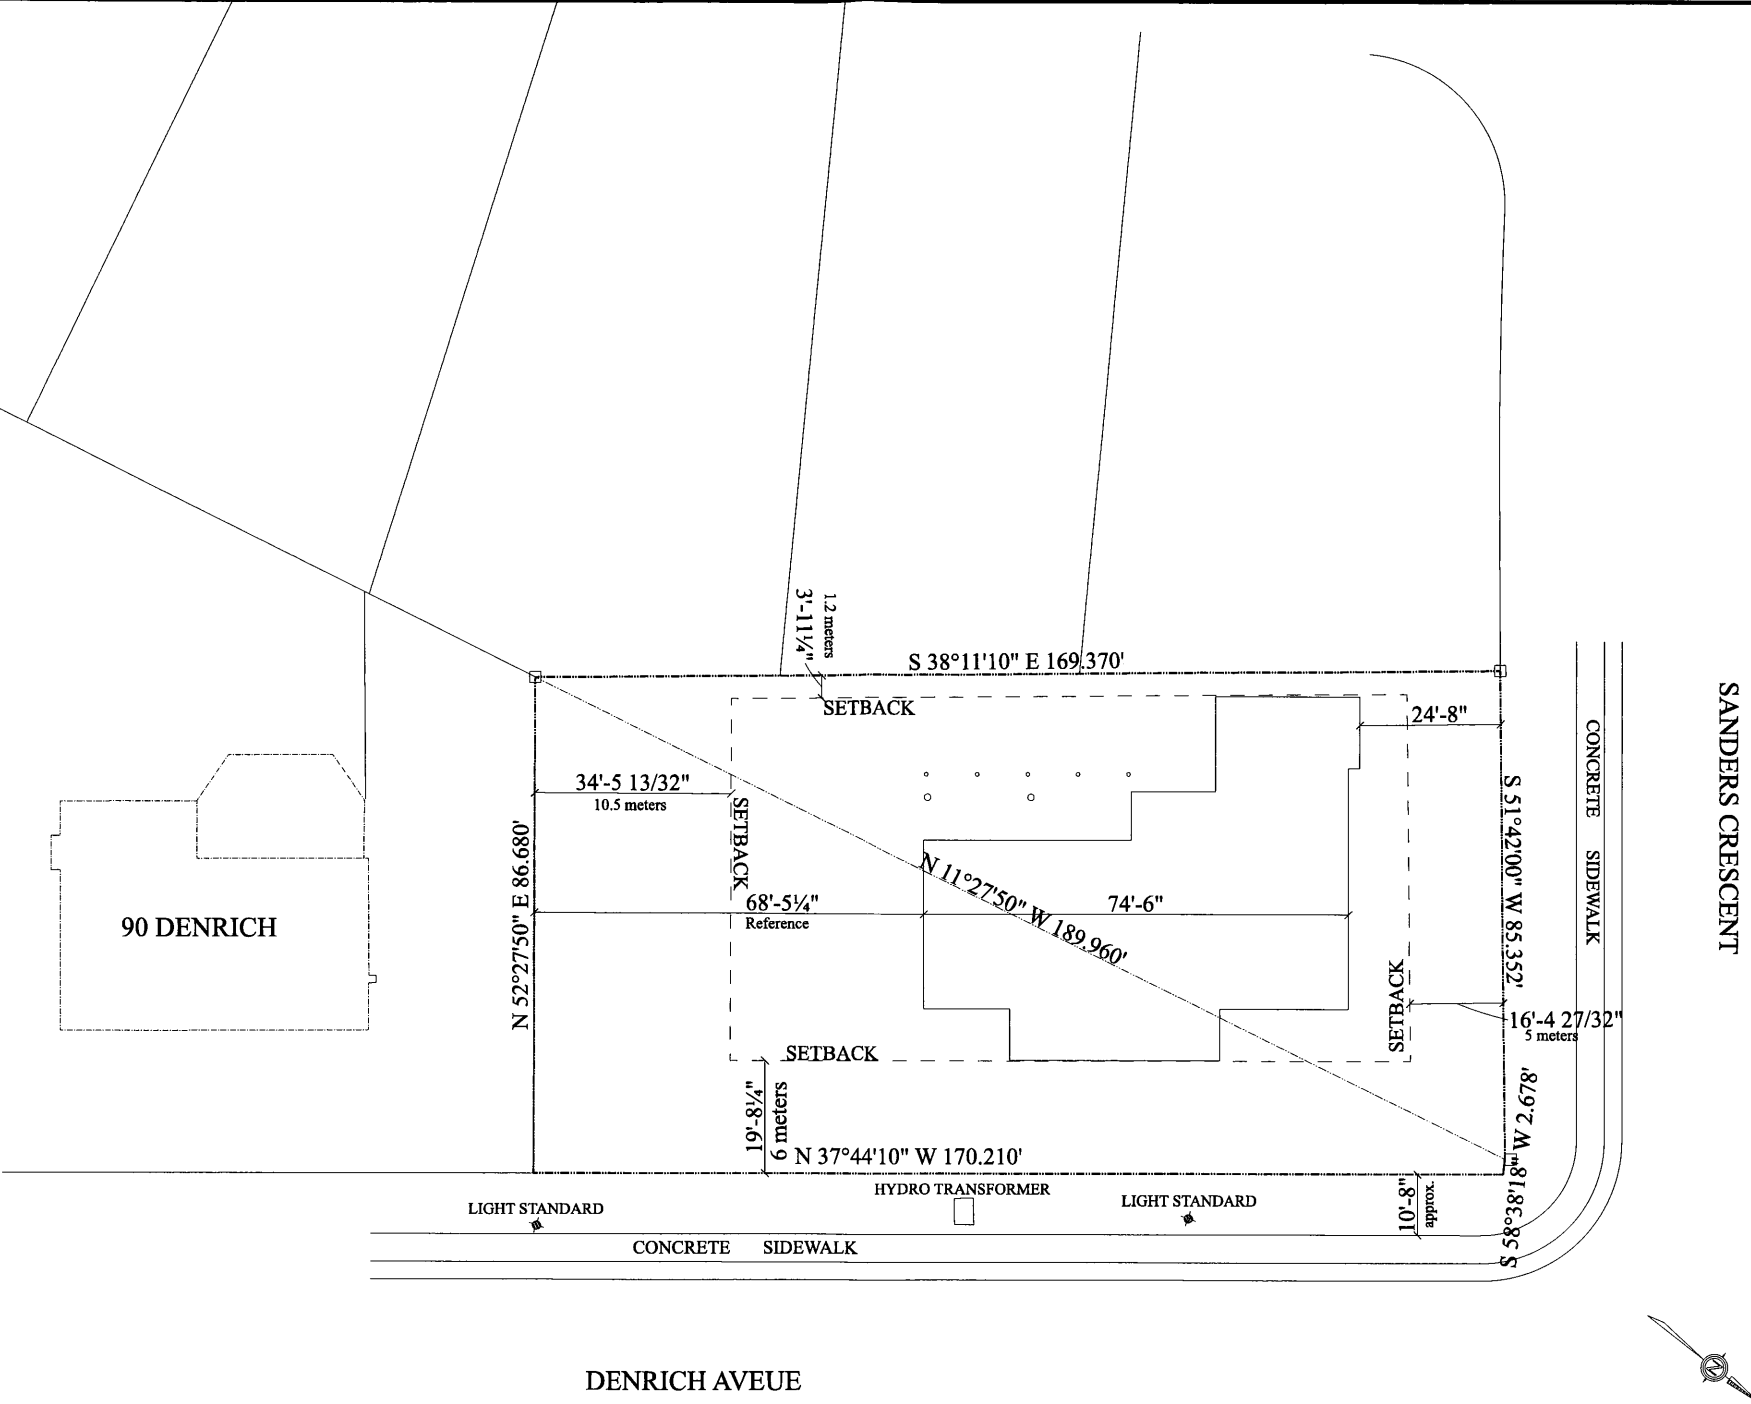 1.2 meters
3'-11¼"
S 38°11'10" E 169.370'
SETBACK
24'-8"
34'-5 13/32"
10.5 meters
SETBACK
N 52°27'50" E 86.680'
90 DENRICH
68'-5¼"
Reference
N 11°27'50" W 189.960'
74'-6"
S 51°42'00" W 85.352'
CONCRETE SIDEWALK
SANDERS CRESCENT
SETBACK
16'-4 27/32"
5 meters
SETBACK
19'-8¼"
6 meters
N 37°44'10" W 170.210'
S 58°38'18" W 2.678'
HYDRO TRANSFORMER
LIGHT STANDARD
LIGHT STANDARD
10'-8"
approx.
CONCRETE SIDEWALK
DENRICH AVEUE
N